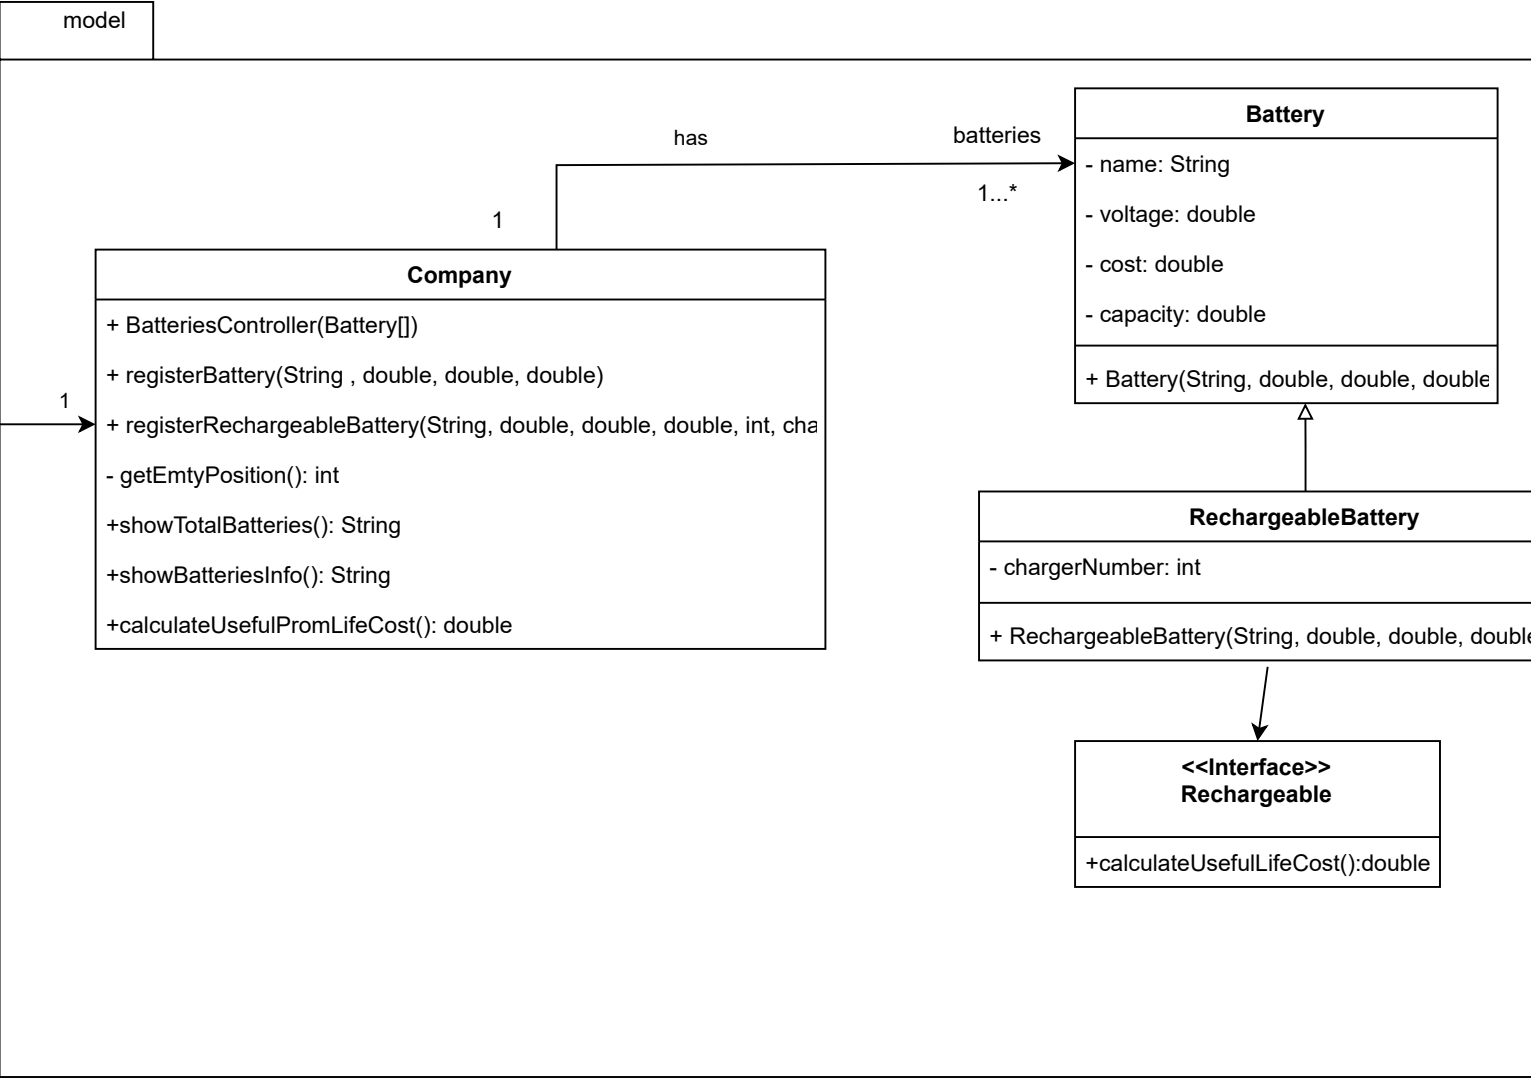 model
has
batteries
1
1...*
Battery
- name: String
- voltage: double
- cost: double
- capacity: double
+ Battery(String, double, double, double
Company
+ BatteriesController(Battery[])
+ registerBattery(String , double, double, double)
+ registerRechargeableBattery(String, double, double, double, int, cha
- getEmtyPosition(): int
+showTotalBatteries(): String
+showBatteriesInfo(): String
+calculateUsefulPromLifeCost(): double
1
RechargeableBattery
- chargerNumber: int
+ RechargeableBattery(String, double, double, double
<<Interface>>
Rechargeable
+calculateUsefulLifeCost():double